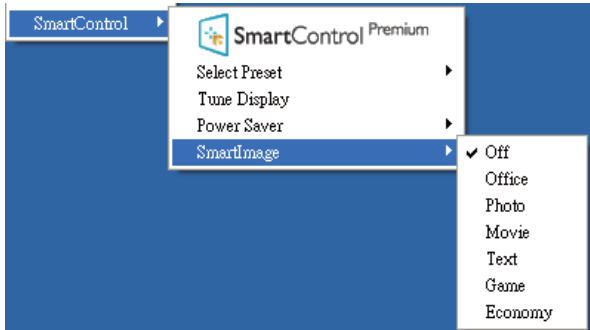 SmartControl
SmartControl Premium
Select Preset
Tune Display
Power Saver
SmartImage
Off
Office
Photo
Movie
Text
Game
Economy